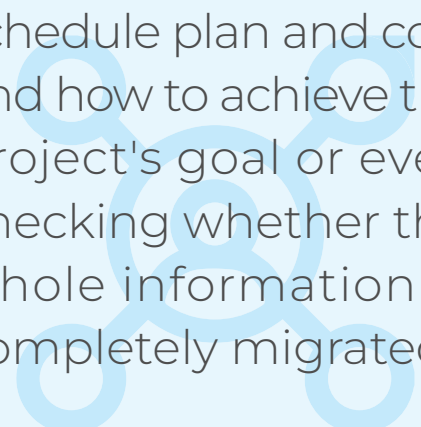 chedule plan and co
nd how to achieve t
roject's goal or eve
hecking whether th
hole information
ompletely migrated